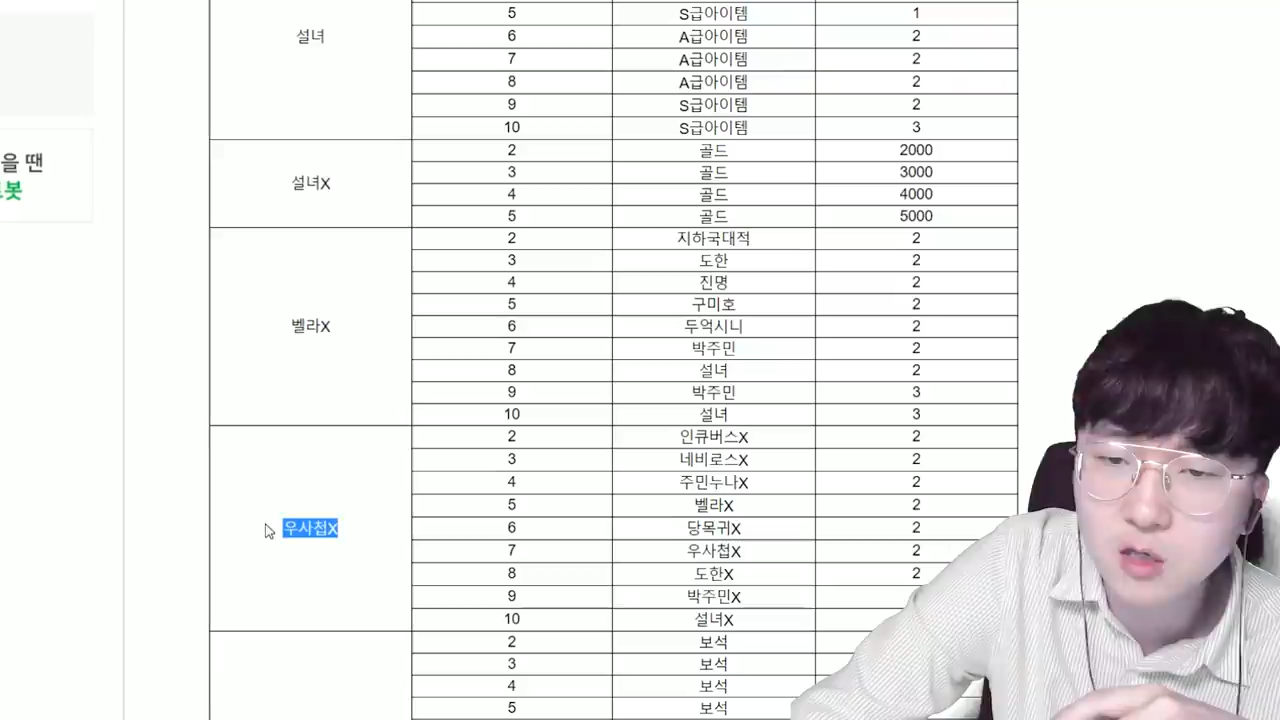 5 S급아이템 1
설녀
6 A급아이템 2
7 A급아이템 2
8 A급아이템 2
9 S급아이템 2
10 S급아이템 3
을 땐
봇
2 골드 2000
3 골드 3000
설녀X
4 골드 4000
5 골드 5000
2 지하국대적 2
3 도한 2
4 진명 2
5 구미호 2
벨라X
6 두억시니 2
7 박주민 2
8 설녀 2
9 박주민 3
10 설녀 3
2 인큐버스X 2
3 네비로스X 2
4 주민누나X 2
5 벨라X 2
우사첩X
6 당목귀X 2
7 우사첩X 2
8 도한X 2
9 박주민X
10 설녀X
2 보석
3 보석
4 보석
5 보석